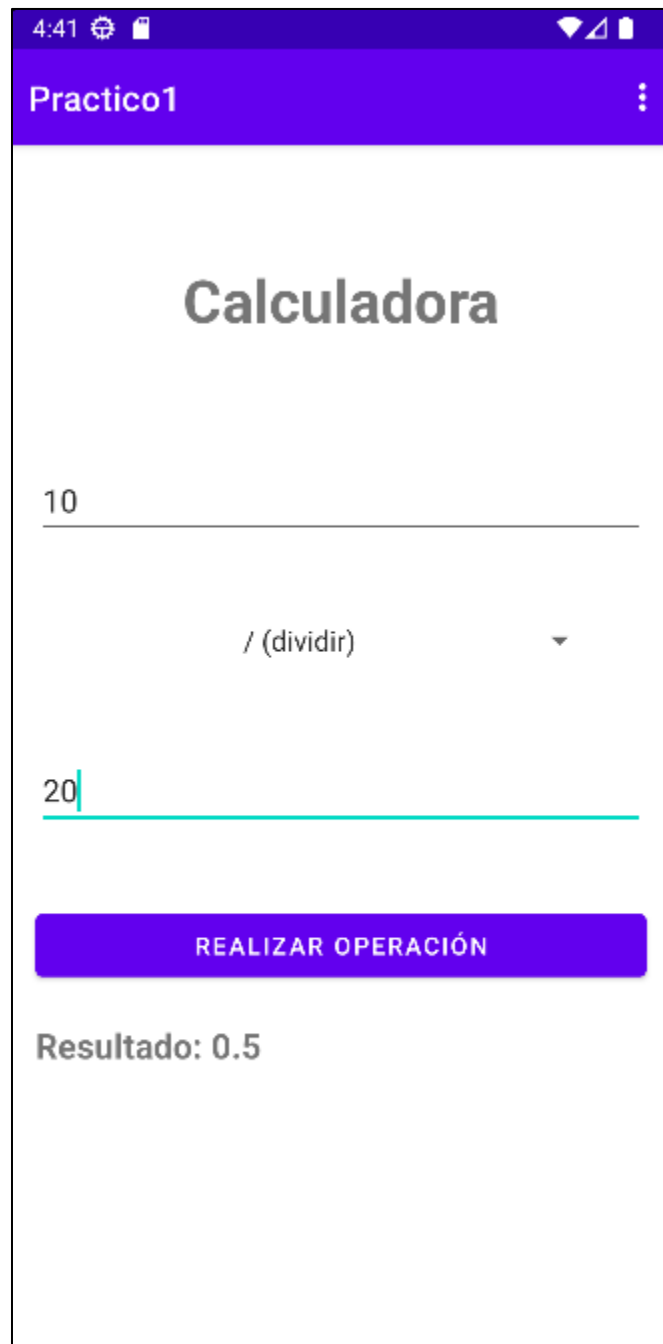 4:41
Practico1
Calculadora
10
/ (dividir)
20
REALIZAR OPERACIÓN
Resultado: 0.5